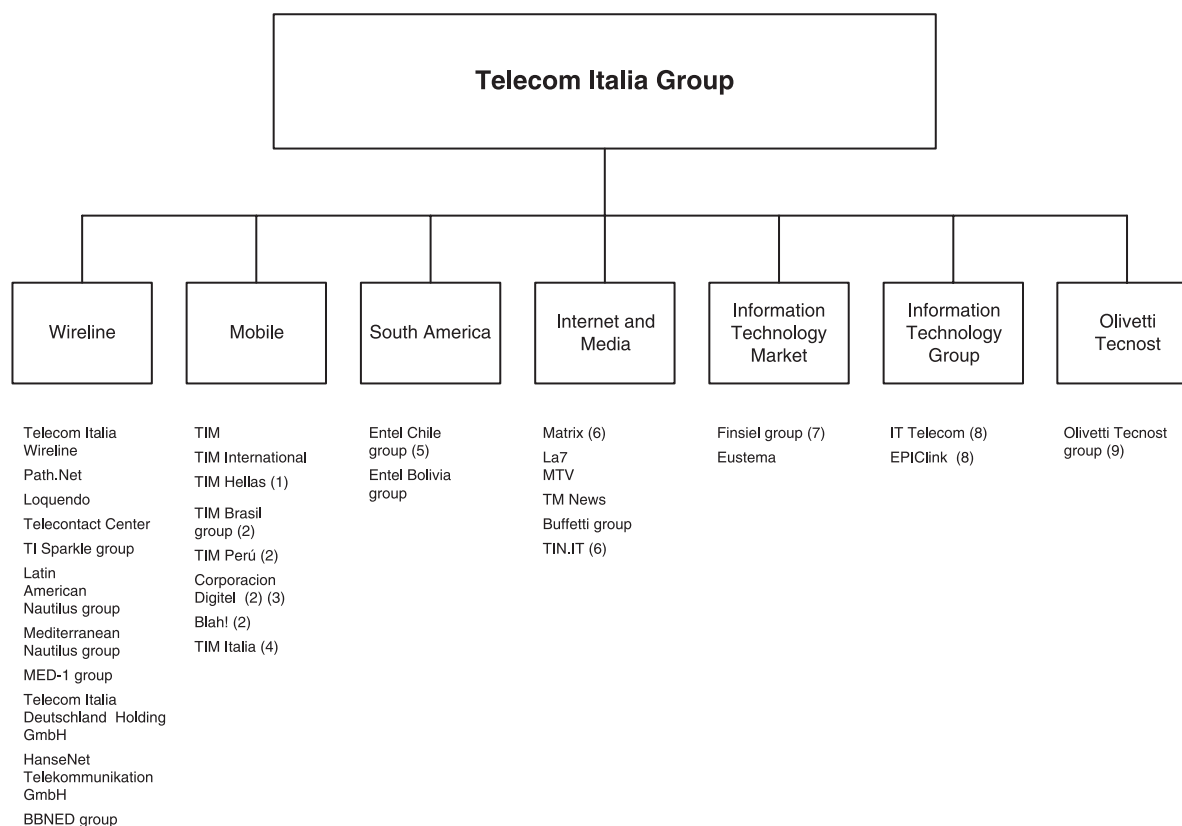 Telecom Italia Group
Wireline
Mobile
South America
Internet and
Media
Information
Technology
Market
Information
Technology
Group
Olivetti
Tecnost
Telecom Italia
Wireline
Path.Net
Loquendo
Telecontact Center
TI Sparkle group
Latin
American
Nautilus group
Mediterranean
Nautilus group
MED-1 group
Telecom Italia
Deutschland Holding
GmbH
HanseNet
Telekommunikation
GmbH
BBNED group
TIM
TIM International
TIM Hellas (1)
TIM Brasil
group (2)
TIM Perú (2)
Corporacion
Digitel (2) (3)
Blah! (2)
TIM Italia (4)
Entel Chile
group (5)
Entel Bolivia
group
Matrix (6)
La7
MTV
TM News
Buffetti group
TIN.IT (6)
Finsiel group (7)
Eustema
IT Telecom (8)
EPIClink (8)
Olivetti Tecnost
group (9)